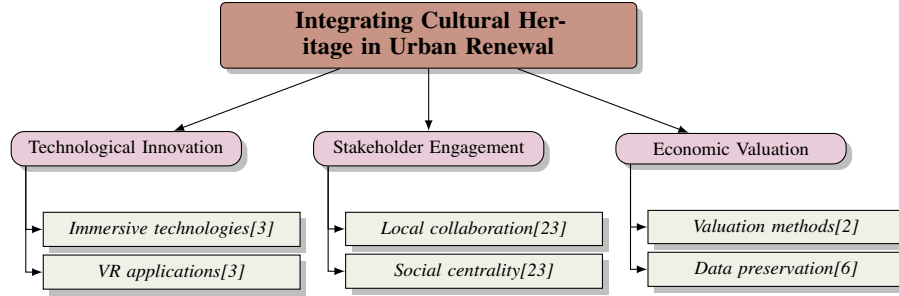 Integrating Cultural Her-
itage in Urban Renewal
Technological Innovation
Stakeholder Engagement
Economic Valuation
Immersive technologies[3]
Local collaboration[23]
Valuation methods[2]
VR applications[3]
Social centrality[23]
Data preservation[6]